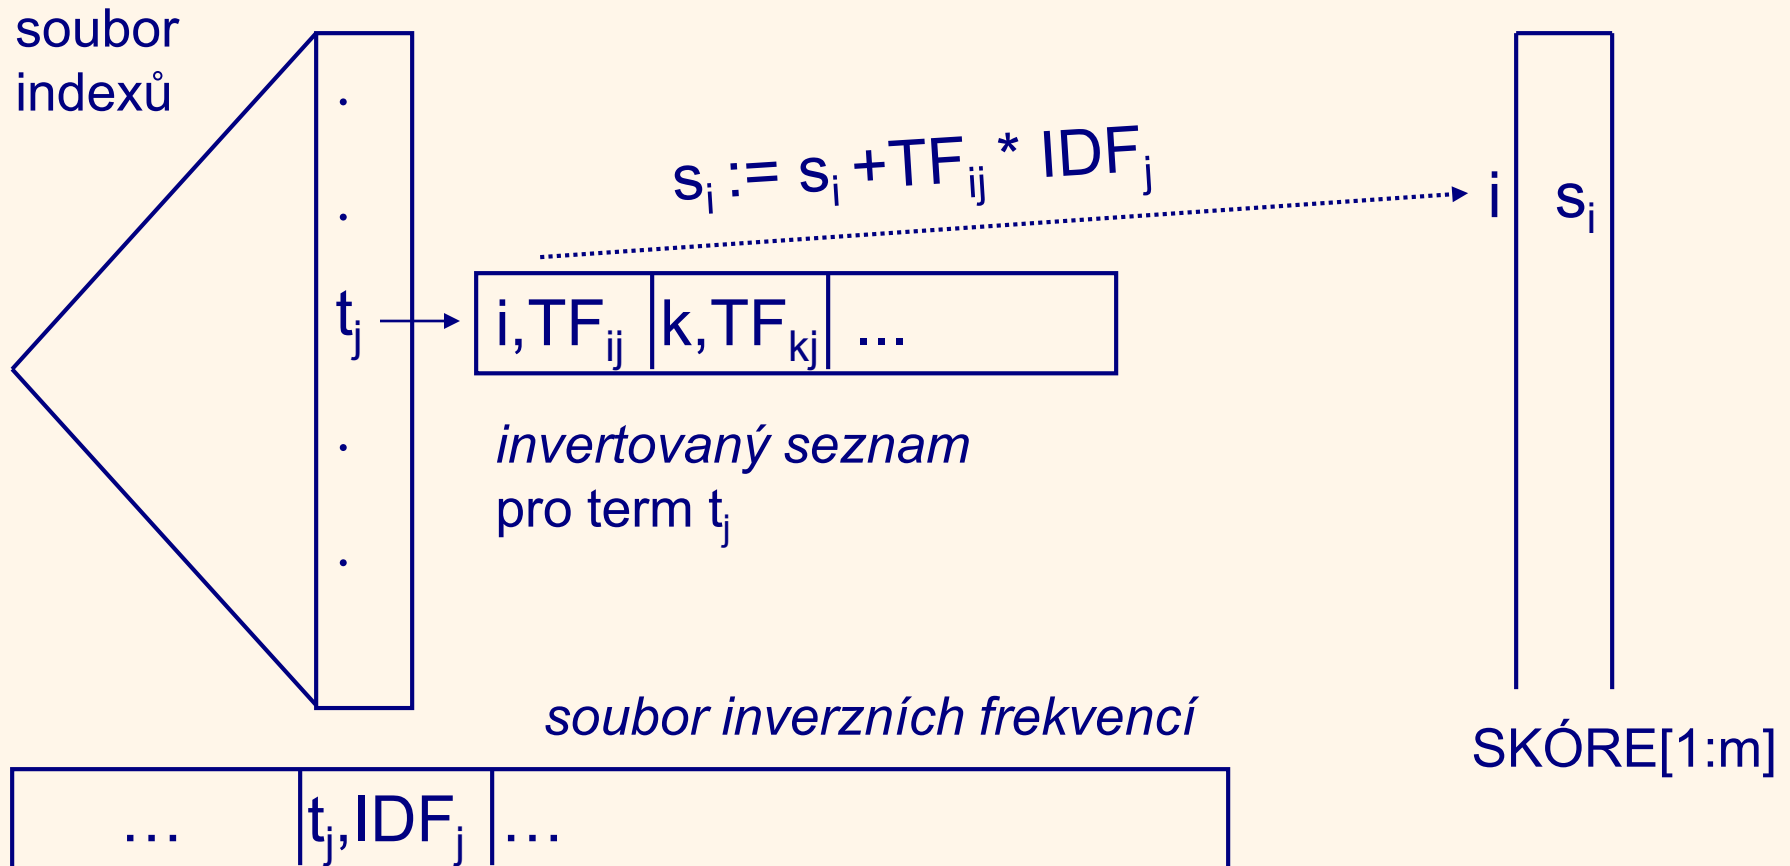 soubor
indexů
.
.
s_i := s_i +TF_ij * IDF_j
i s_i
t_j
i,TF_ij k,TF_kj ...
.
invertovaný seznam
pro term t_j
.
soubor inverzních frekvencí
SKÓRE[1:m]
... t_j,IDF_j ...